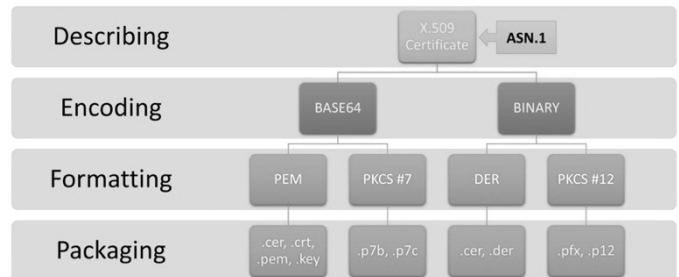 Describing
X.509
Certificate
ASN.1
Encoding
BASE64
BINARY
Formatting
PEM
PKCS #7
DER
PKCS #12
Packaging
.cer, .crt,
.pem, .key
.p7b, .p7c
.cer, .der
.pfx, .p12